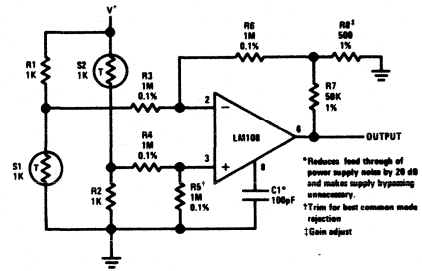 V+
R1
1K
S2
1K
T
R3
1M
0.1%
R6
1M
0.1%
R8‡
500
1%
R7
50K
1%
2
−
LM108
6
OUTPUT
3
+
8
R4
1M
0.1%
S1
1K
T
R2
1K
R5†
1M
0.1%
C1*
100pF
*Reduces feed through of
power supply noise by 20 dB
and makes supply bypassing
unnecessary.
†Trim for best common mode
rejection
‡Gain adjust